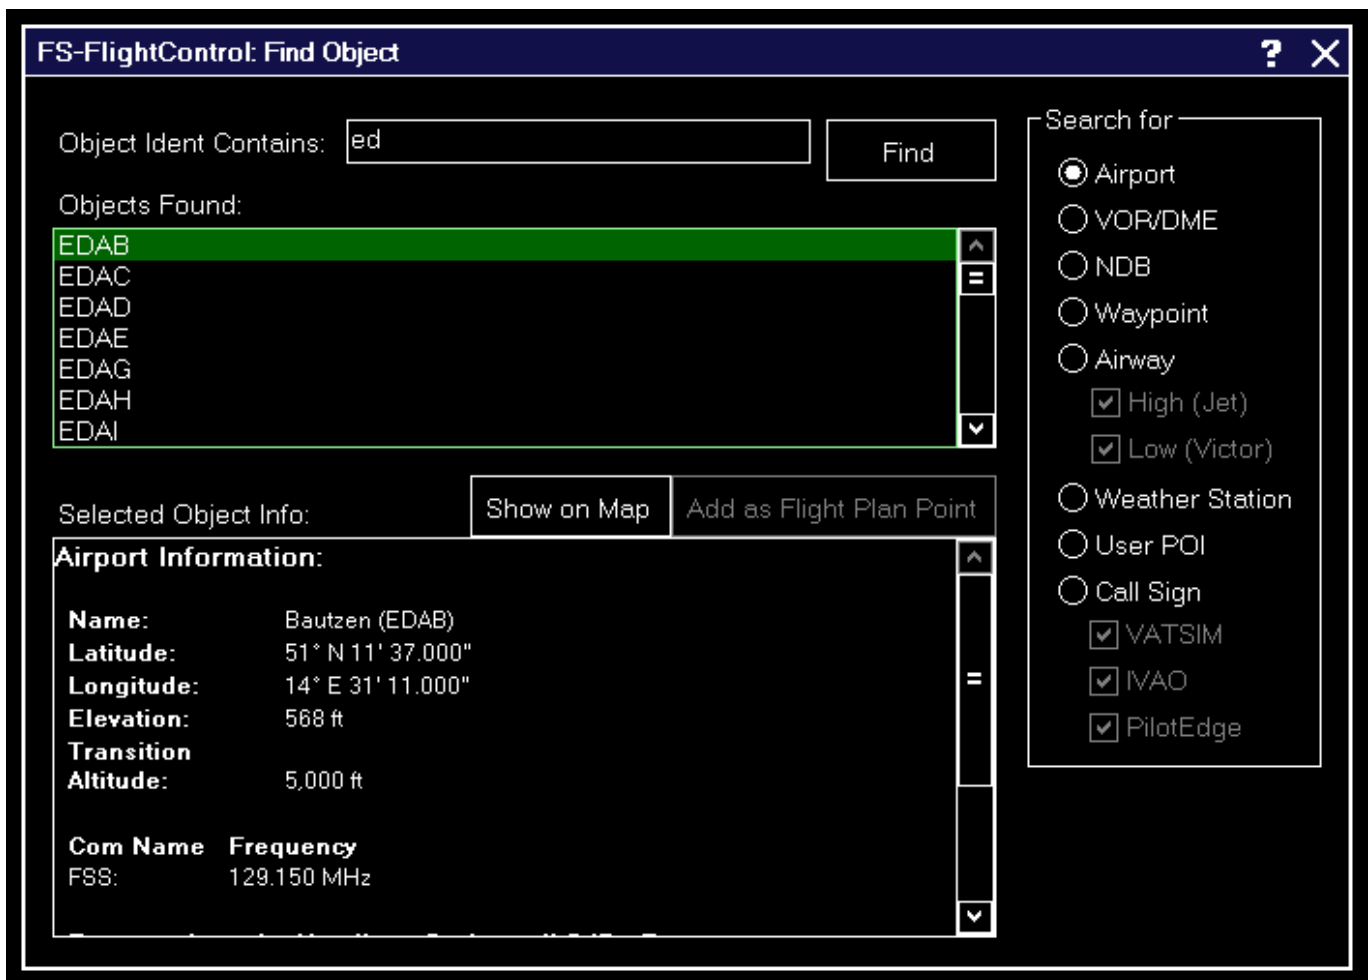 FS-FlightControl: Find Object
? X
Object Ident Contains: ed
Find
Objects Found:
EDAB
EDAC
EDAD
EDAE
EDAG
EDAH
EDAI
Selected Object Info:
Show on Map
Add as Flight Plan Point
Airport Information:
Name: Bautzen (EDAB)
Latitude: 51° N 11' 37.000"
Longitude: 14° E 31' 11.000"
Elevation: 568 ft
Transition
Altitude: 5,000 ft
Com Name Frequency
FSS: 129.150 MHz
Search for
Airport
VOR/DME
NDB
Waypoint
Airway
High (Jet)
Low (Victor)
Weather Station
User POI
Call Sign
VATSIM
IVAO
PilotEdge